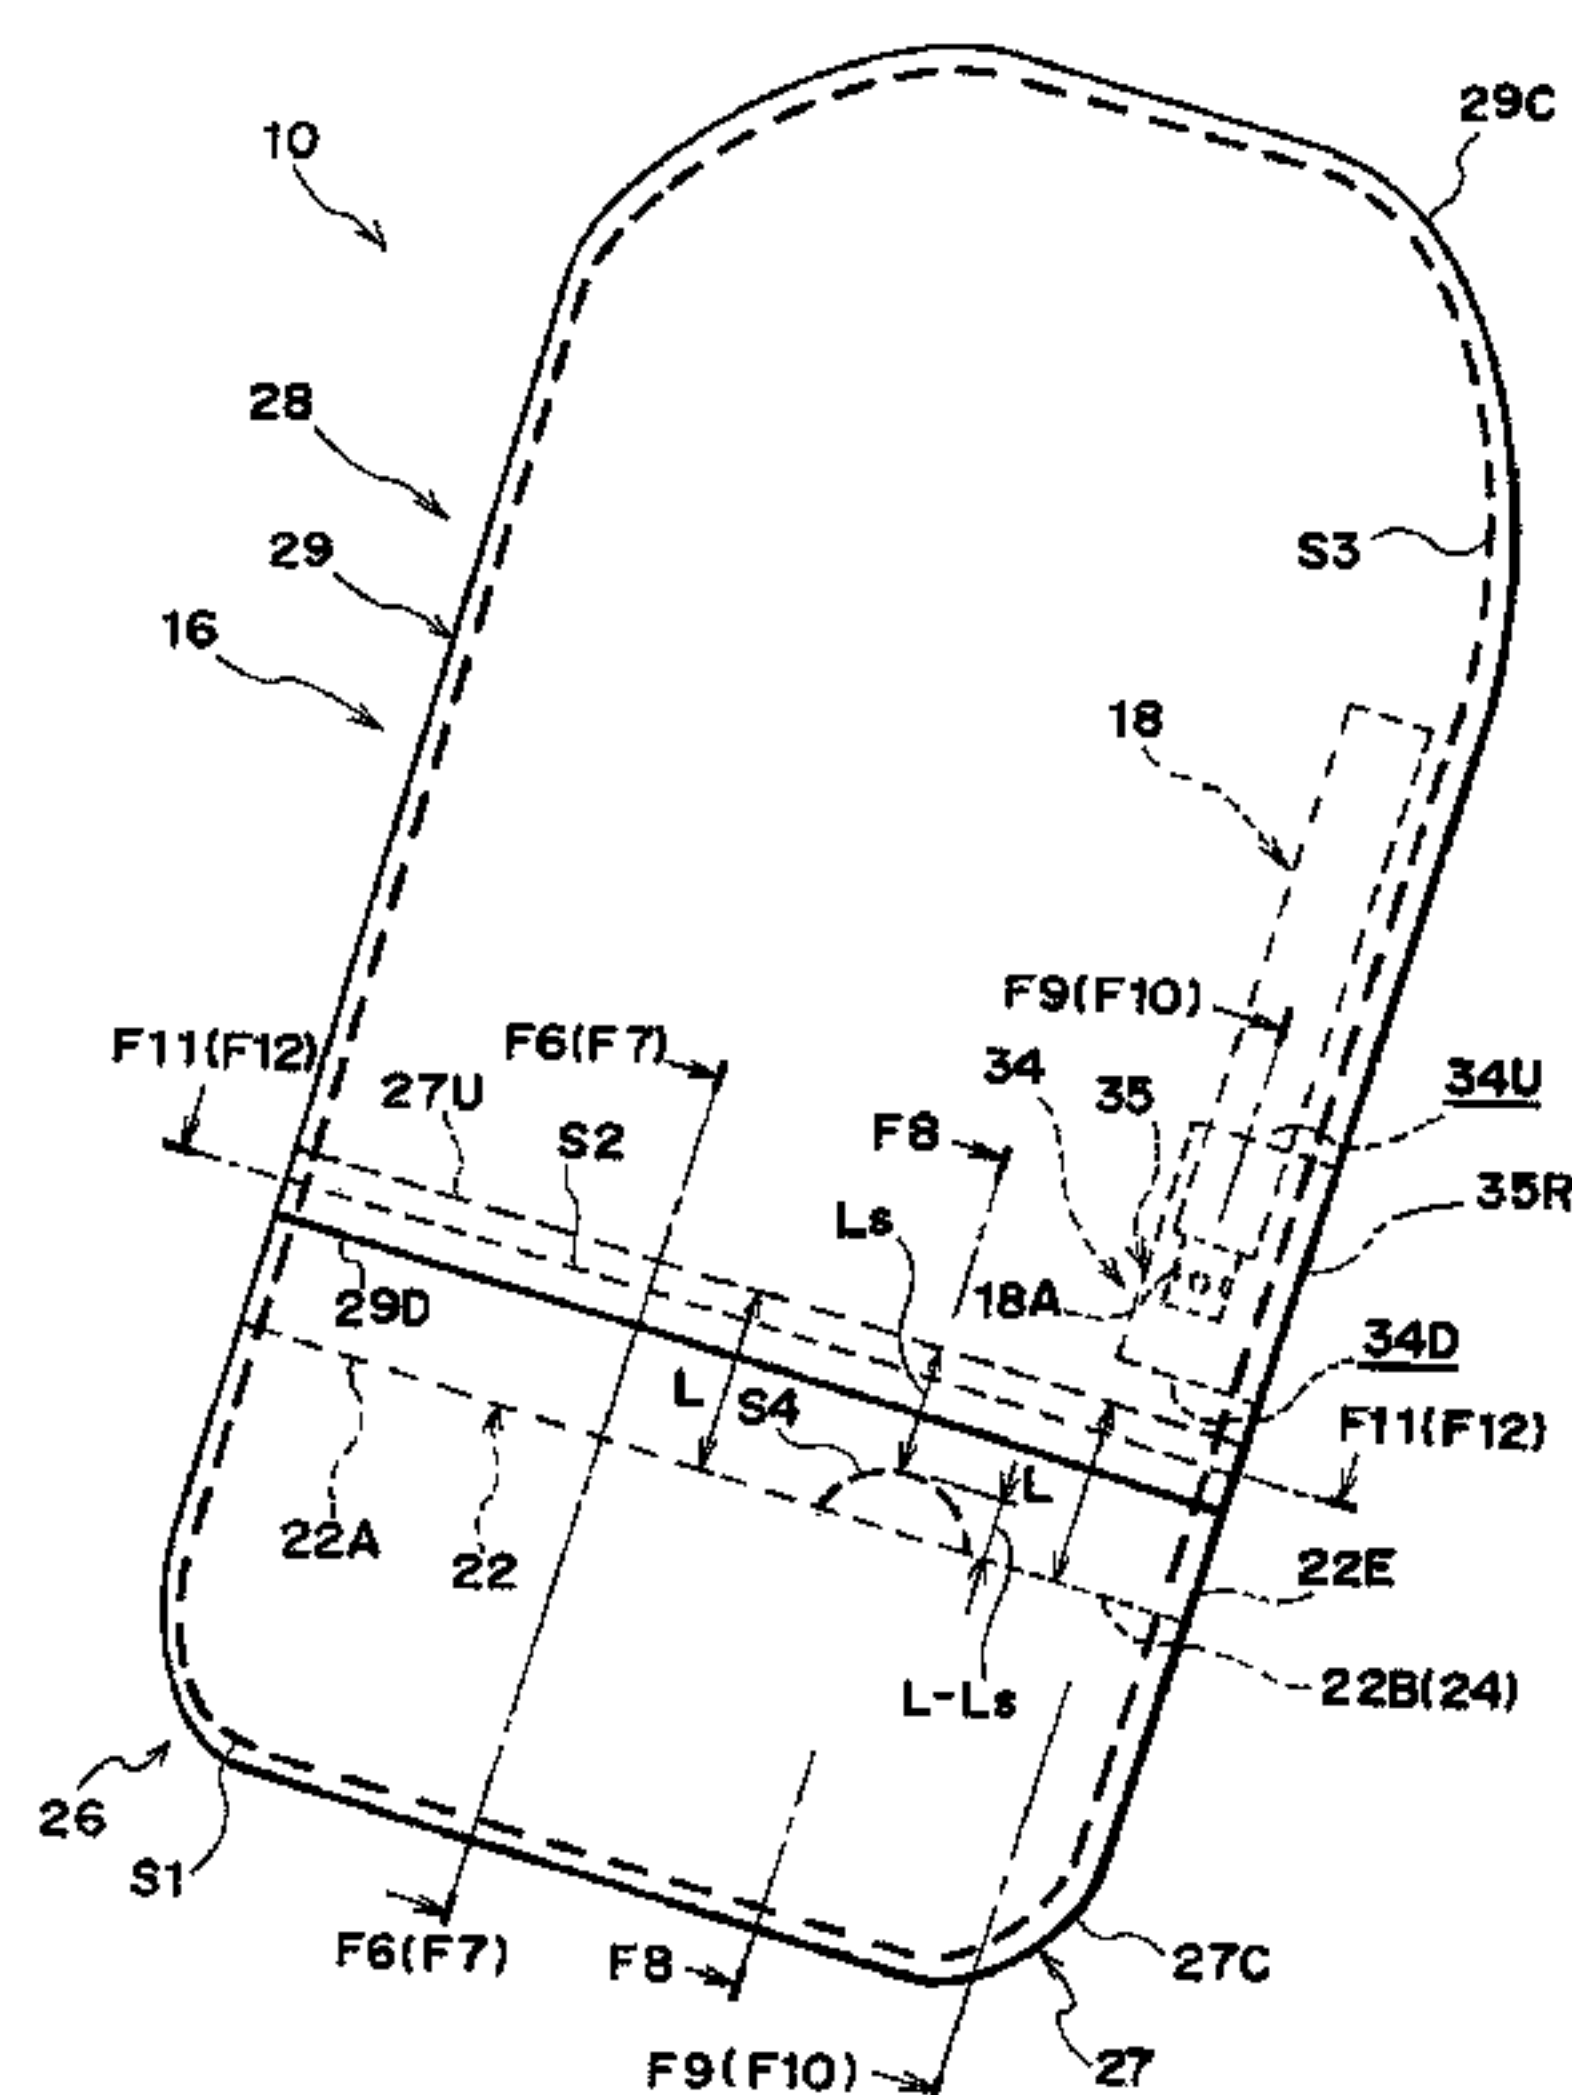 29C
10
28
29
S3
16
18
F9(F10)
F11(F12)
F6(F7)
34
34U
27U
35
F8
S2
35R
Ls
18A
29D
34D
L
S4
F11(F12)
L
22A
22
22E
L-Ls
22B(24)
26
S1
F6(F7)
F8
27C
F9(F10)
27